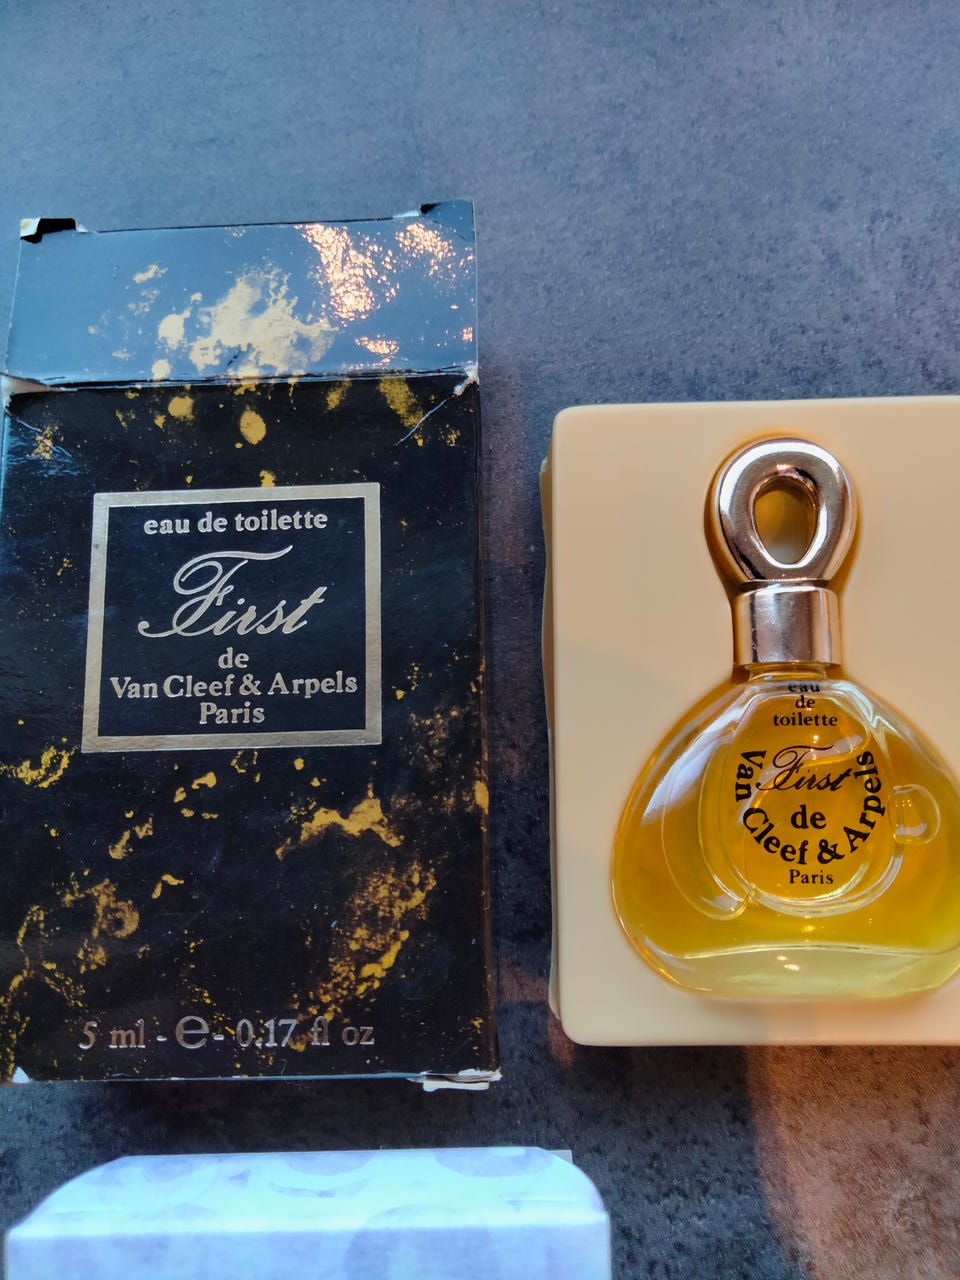 eau de toilette
First
de
Van Cleef & Arpels
Paris
5 ml - e - 0.17 fl oz
eau
de
toilette
First
de
Van Cleef & Arpels
Paris